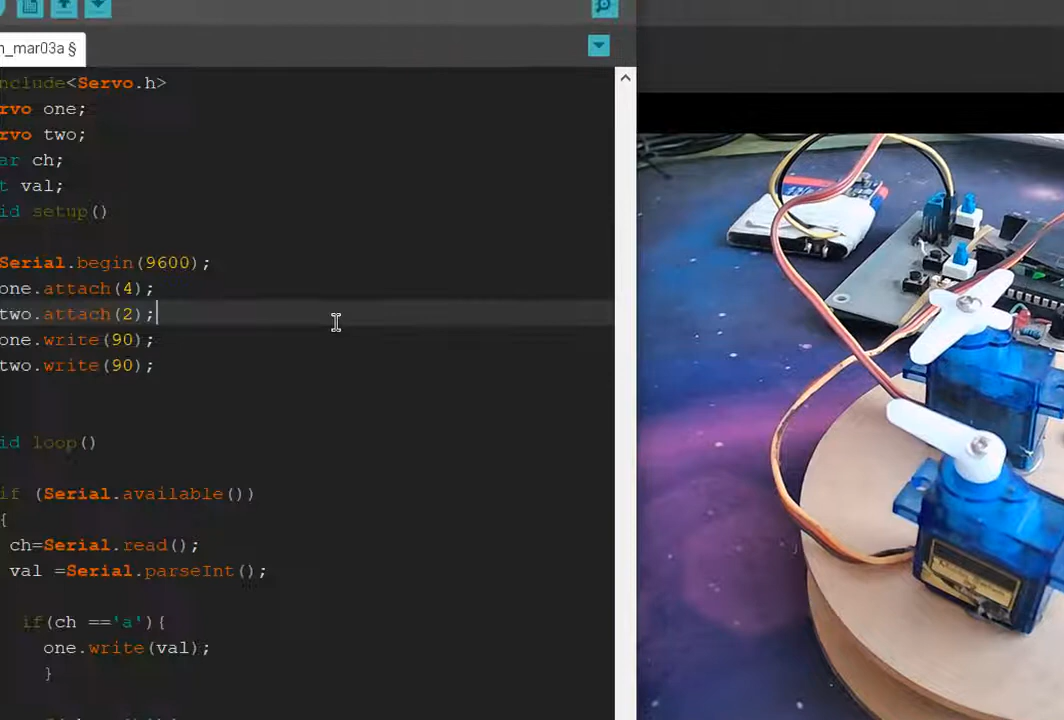 n_mar03a §
nclude<Servo.h>
rvo one;
rvo two;
ar ch;
t val;
id setup()
Serial.begin(9600);
one.attach(4);
two.attach(2);
one.write(90);
two.write(90);
id loop()
if (Serial.available())
{
ch=Serial.read();
val =Serial.parseInt();
if(ch =='a'){
one.write(val);
}